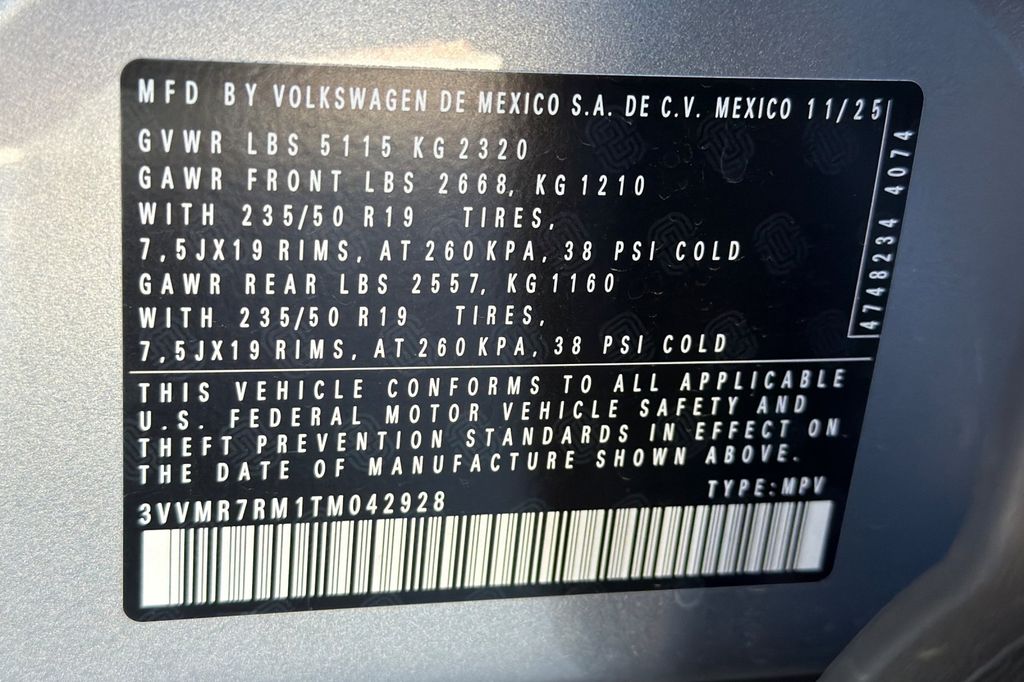 MFD BY VOLKSWAGEN DE MEXICO S.A. DE C.V. MEXICO 11/25
GVWR LBS 5115 KG 2320
GAWR FRONT LBS 2668, KG 1210
WITH 235/50 R19 TIRES,
7,5JX19 RIMS, AT 260 KPA, 38 PSI COLD
GAWR REAR LBS 2557, KG 1160
WITH 235/50 R19 TIRES,
7,5JX19 RIMS, AT 260 KPA, 38 PSI COLD
4748234 4074
THIS VEHICLE CONFORMS TO ALL APPLICABLE
U.S. FEDERAL MOTOR VEHICLE SAFETY AND
THEFT PREVENTION STANDARDS IN EFFECT ON
THE DATE OF MANUFACTURE SHOWN ABOVE.
TYPE: MPV
3VVMR7RM1TM042928